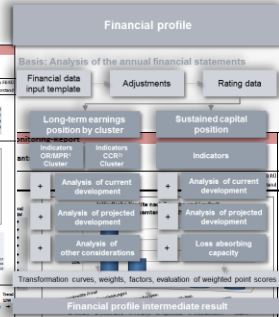 Financial profile
Basis: Analysis of the annual financial statements
Financial data
input template
Adjustments
Rating data
Long-term earnings
position by cluster
Sustained capital
position
Indicators
Cluster
Indicators
Cluster
Indicators
+ Analysis of current
development
+ Analysis of current
development
+ Analysis of projected
development
+ Analysis of projected
development
+ Analysis of
other considerations
+ Loss absorbing
capacity
Transformation curves, weights, factors, evaluation of weighted point scores
Financial profile intermediate result